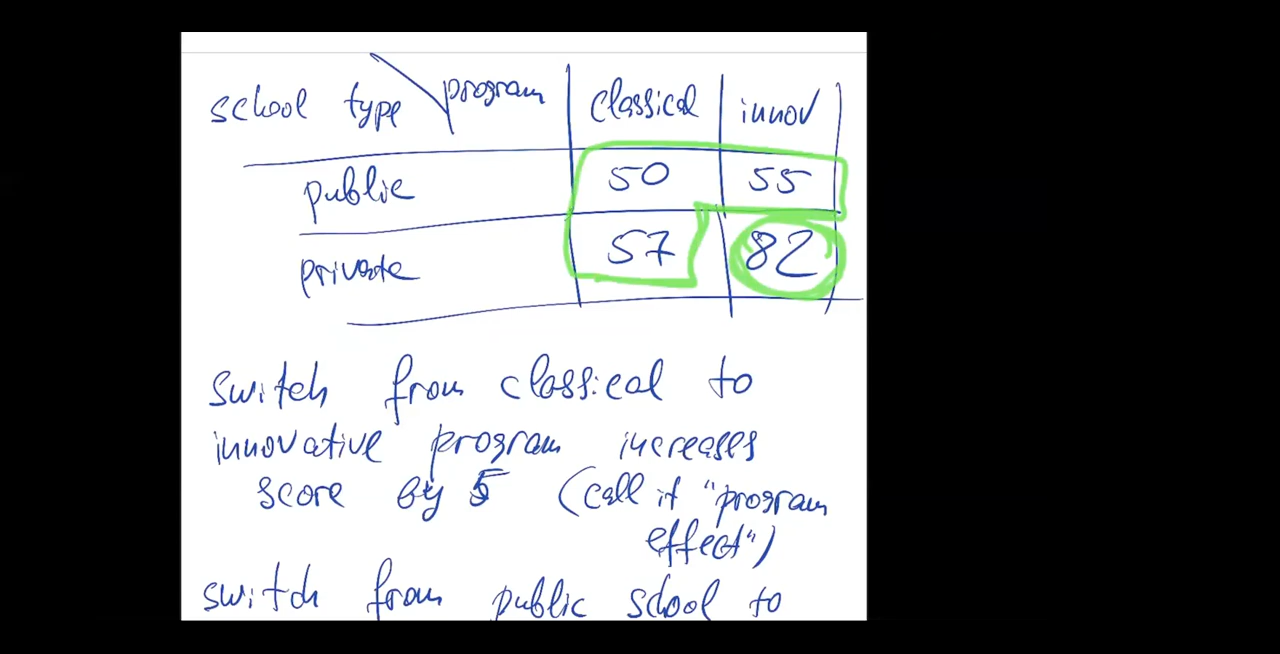 school type program classical innov
public 50 55
private 57 82
switch from classical to
innovative program increases
score by 5 (call it "program
effect")
switch from public school to